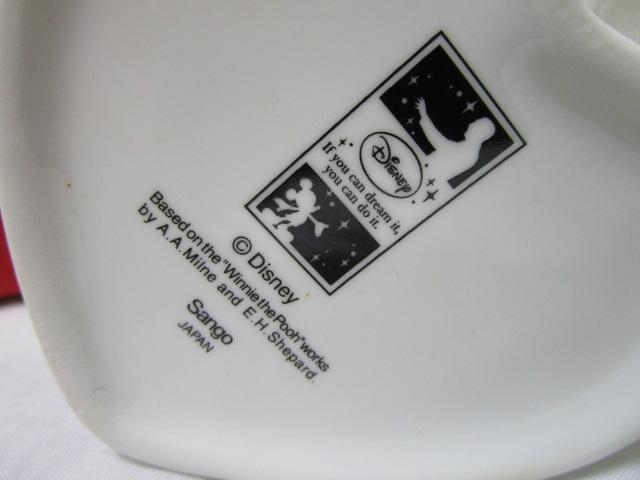 Disney
If you can dream it,
you can do it.
© Disney
Based on the "Winnie the Pooh" works
by A.A.Milne and E.H.Shepard.
Sango
JAPAN